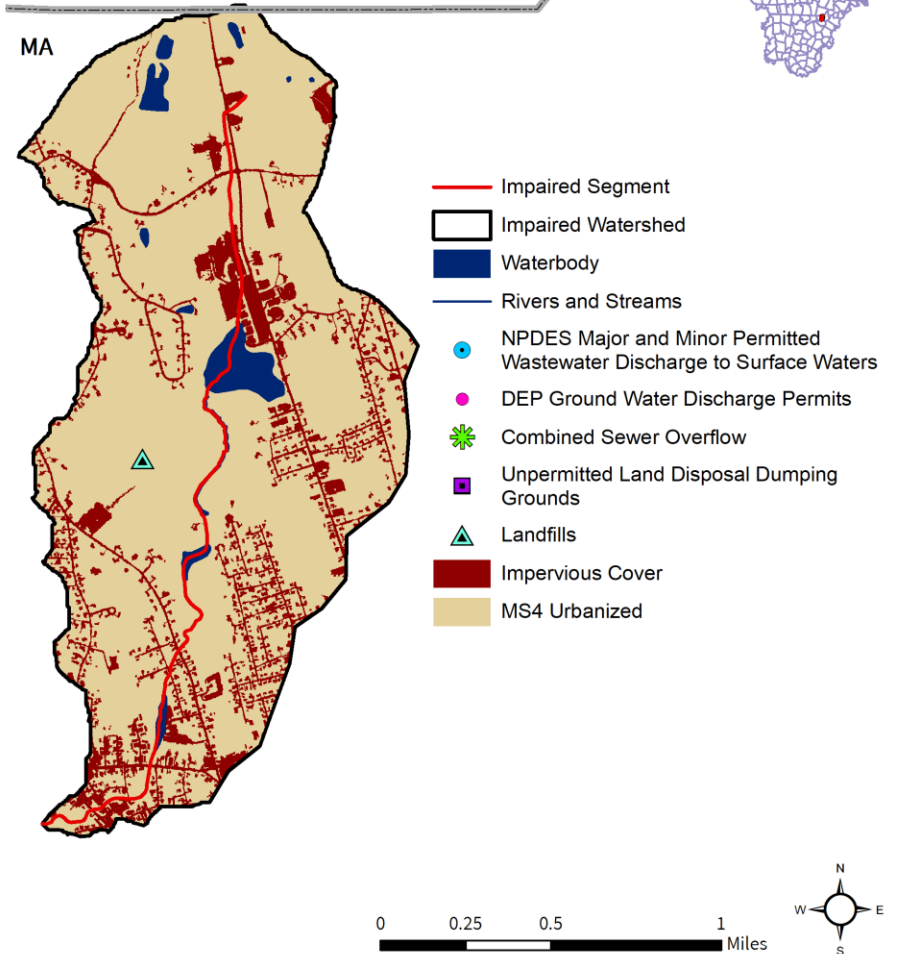 MA
Impaired Segment
Impaired Watershed
Waterbody
Rivers and Streams
NPDES Major and Minor Permitted
Wastewater Discharge to Surface Waters
DEP Ground Water Discharge Permits
Combined Sewer Overflow
Unpermitted Land Disposal Dumping
Grounds
Landfills
Impervious Cover
MS4 Urbanized
N
W E
S
0 0.25 0.5 1
Miles